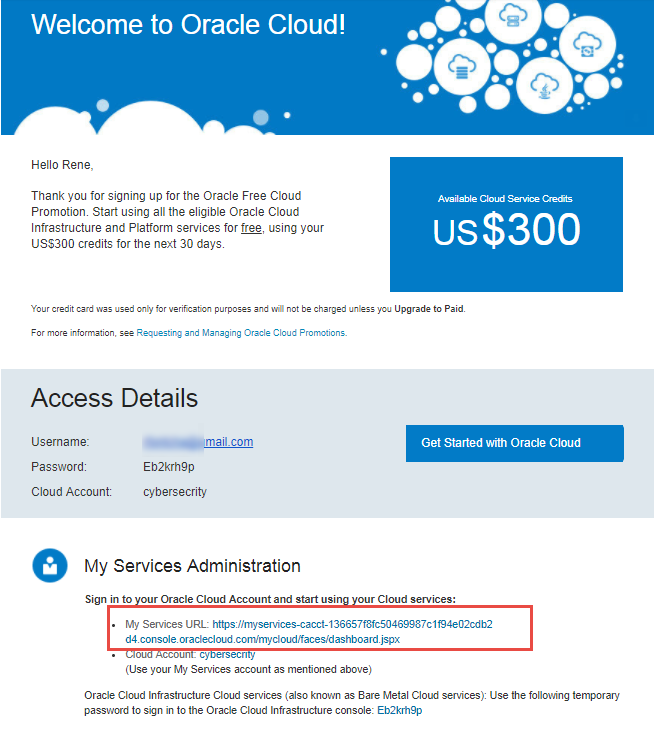 Welcome to Oracle Cloud!
Hello Rene,
Thank you for signing up for the Oracle Free Cloud
Promotion. Start using all the eligible Oracle Cloud
Infrastructure and Platform services for free, using your
US$300 credits for the next 30 days.
Available Cloud Service Credits
US$300
Your credit card was used only for verification purposes and will not be charged unless you Upgrade to Paid.
For more information, see Requesting and Managing Oracle Cloud Promotions.
Access Details
Username: mail.com
Password: Eb2krh9p
Cloud Account: cybersecrity
Get Started with Oracle Cloud
My Services Administration
Sign in to your Oracle Cloud Account and start using your Cloud services:
• My Services URL: https://myservices-cacct-136657f8fc50469987c1f94e02cdb2
d4.console.oraclecloud.com/mycloud/faces/dashboard.jspx
• Cloud Account: cybersecrity
(Use your My Services account as mentioned above)
Oracle Cloud Infrastructure Cloud services (also known as Bare Metal Cloud services): Use the following temporary
password to sign in to the Oracle Cloud Infrastructure console: Eb2krh9p